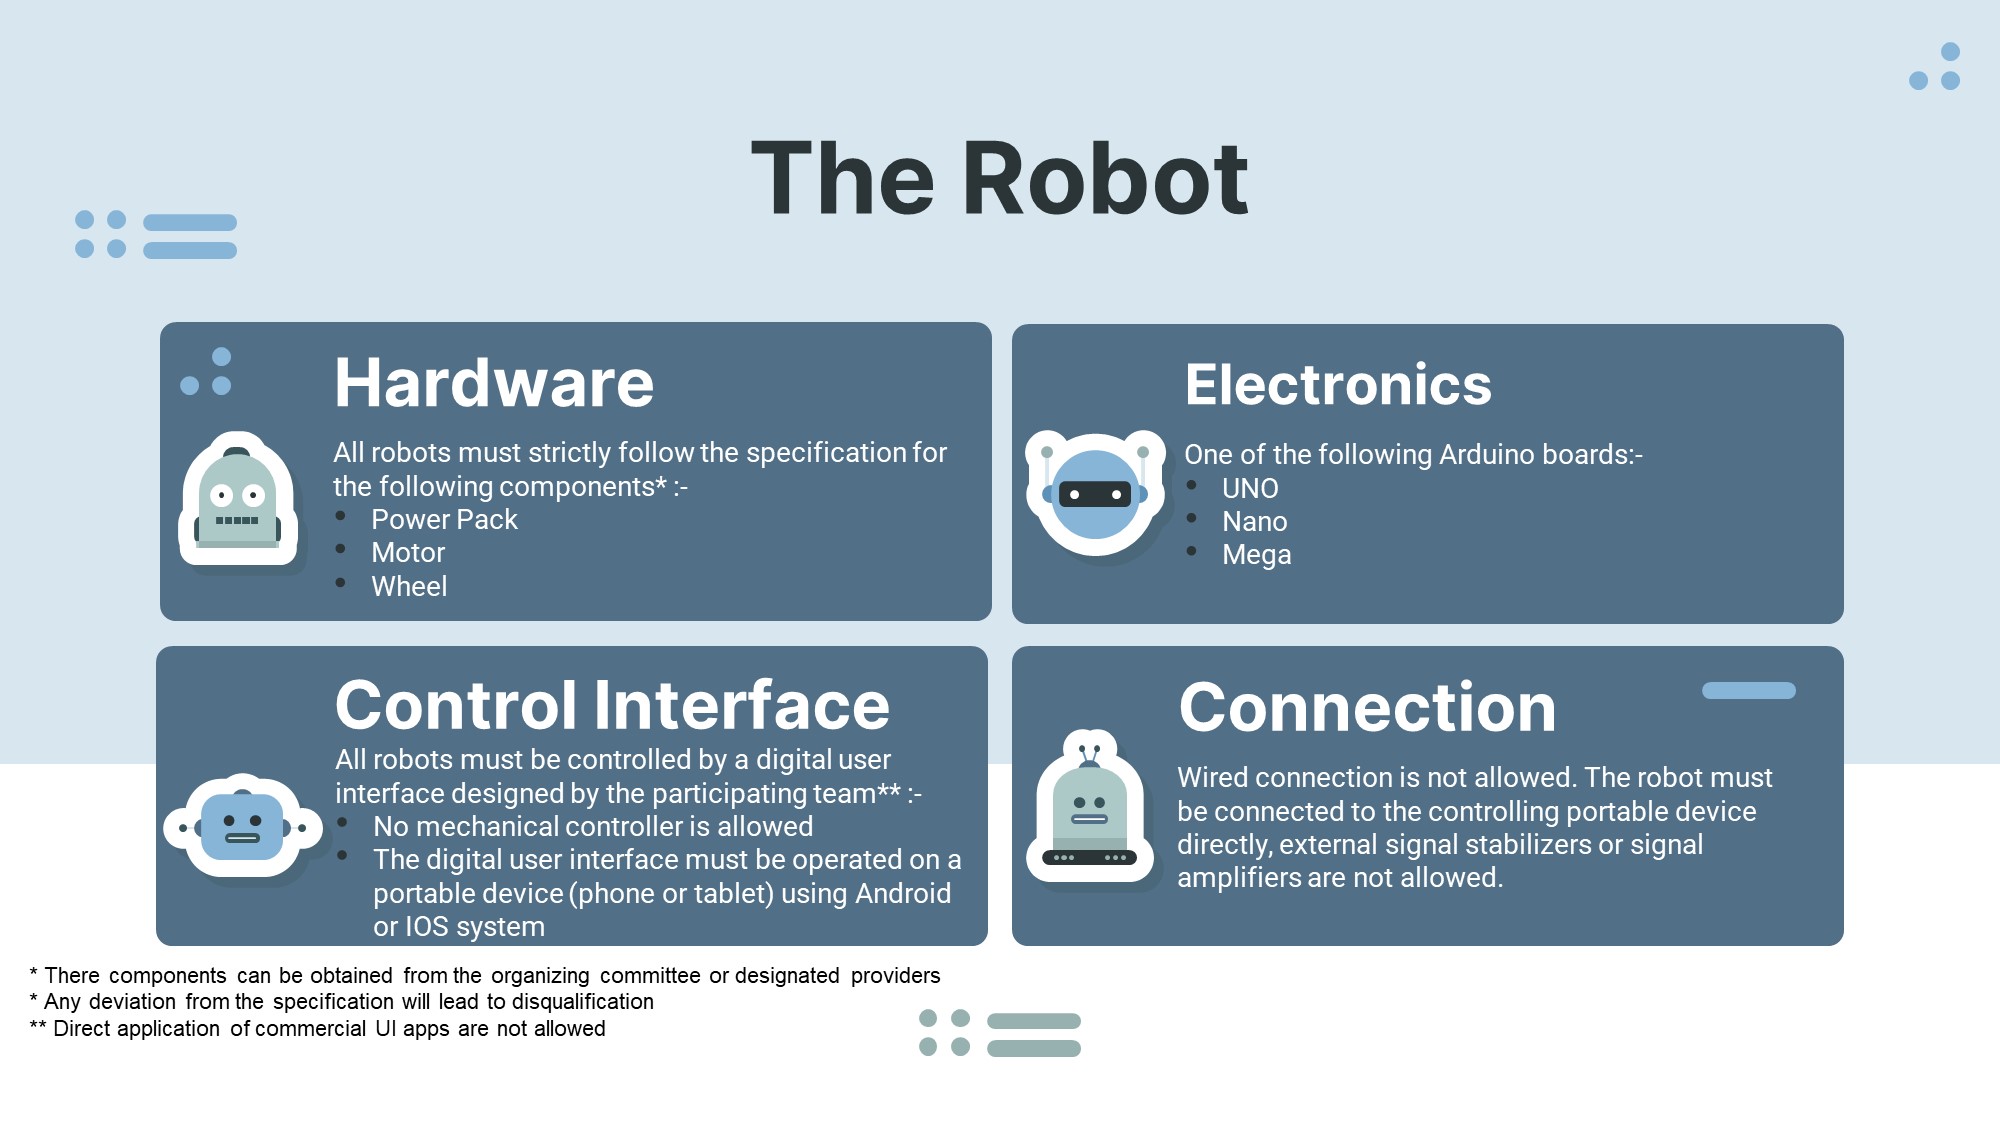 The Robot
Hardware
All robots must strictly follow the specification for
the following components* :-
• Power Pack
• Motor
• Wheel
Electronics
One of the following Arduino boards:-
• UNO
• Nano
• Mega
Control Interface
All robots must be controlled by a digital user
interface designed by the participating team** :-
• No mechanical controller is allowed
• The digital user interface must be operated on a
portable device (phone or tablet) using Android
or IOS system
Connection
Wired connection is not allowed. The robot must
be connected to the controlling portable device
directly, external signal stabilizers or signal
amplifiers are not allowed.
* There components can be obtained from the organizing committee or designated providers
* Any deviation from the specification will lead to disqualification
** Direct application of commercial UI apps are not allowed